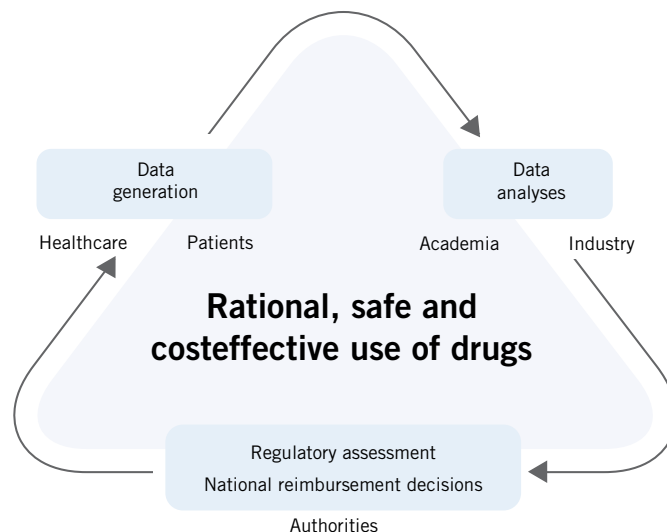 Data
generation
Data
analyses
Healthcare
Patients
Academia
Industry
Rational, safe and
costeffective use of drugs
Regulatory assessment
National reimbursement decisions
Authorities